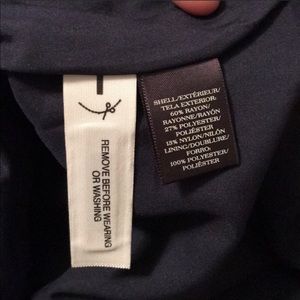 REMOVE BEFORE WEARING
OR WASHING
SHELL/EXTÉRIEUR/
TELA EXTERIOR:
60% RAYON/
RAYONNE/RAYÓN
27% POLYESTER/
POLIÉSTER
13% NYLON/NILÓN
LINING/DOUBLURE/
FORRO:
100% POLYESTER/
POLIÉSTER